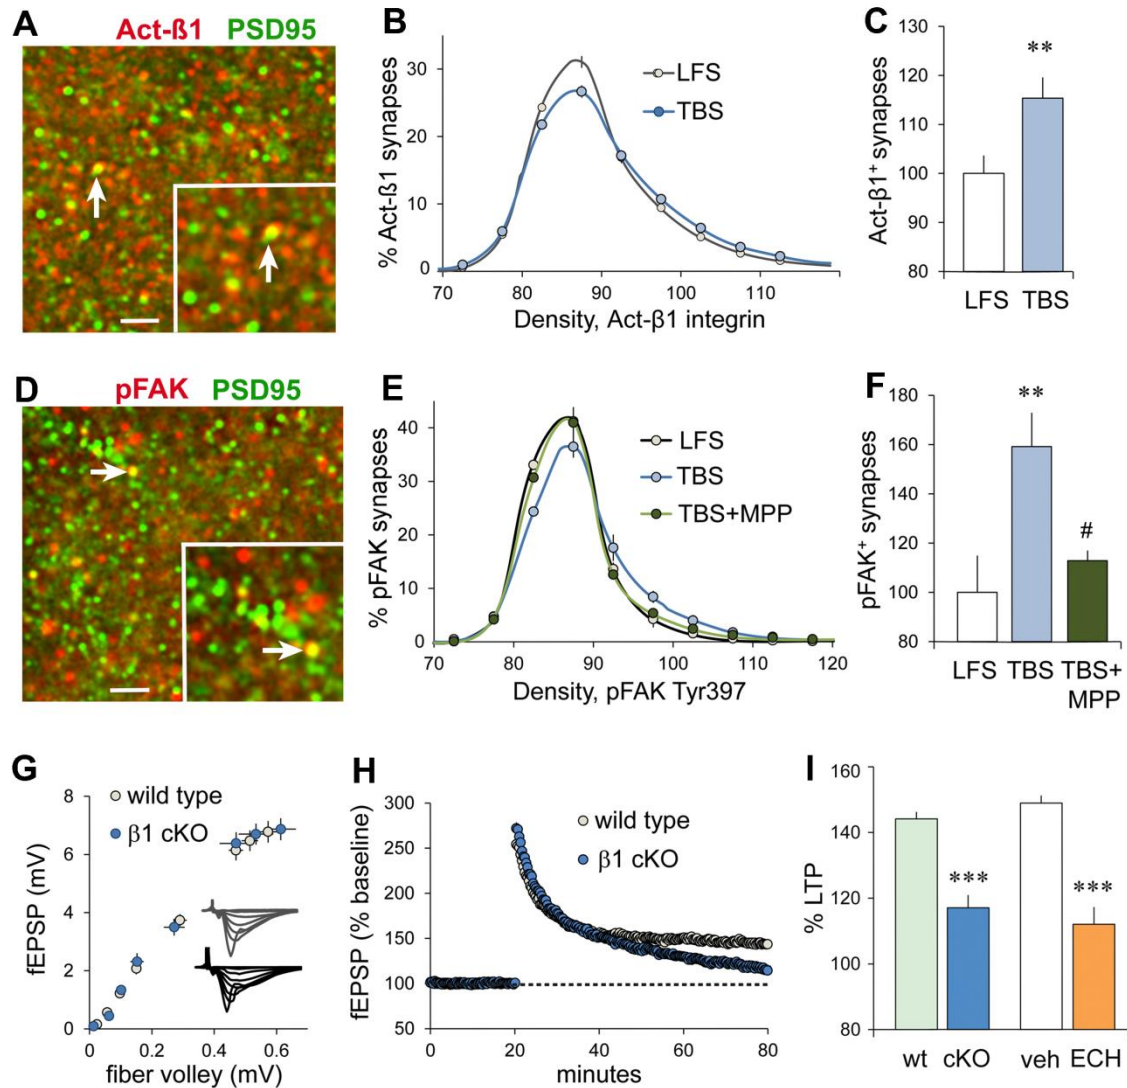 A
Act-ß1 PSD95
B
LFS
TBS
% Act-ß1 synapses
30
20
10
0
70 80 90 100 110
Density, Act-β1 integrin
C
**
Act-β1+ synapses
130
120
110
100
90
80
LFS TBS
D
pFAK PSD95
E
LFS
TBS
TBS+MPP
% pFAK synapses
40
30
20
10
0
70 80 90 100 110 120
Density, pFAK Tyr397
F
**
#
pFAK+ synapses
180
160
140
120
100
80
LFS TBS TBS+
MPP
G
wild type
β1 cKO
fEPSP (mV)
8
6
4
2
0
0 0.2 0.4 0.6
fiber volley (mV)
H
wild type
β1 cKO
fEPSP (% baseline)
300
250
200
150
100
50
0 20 40 60 80
minutes
I
***
***
% LTP
160
140
120
100
80
wt cKO veh ECH